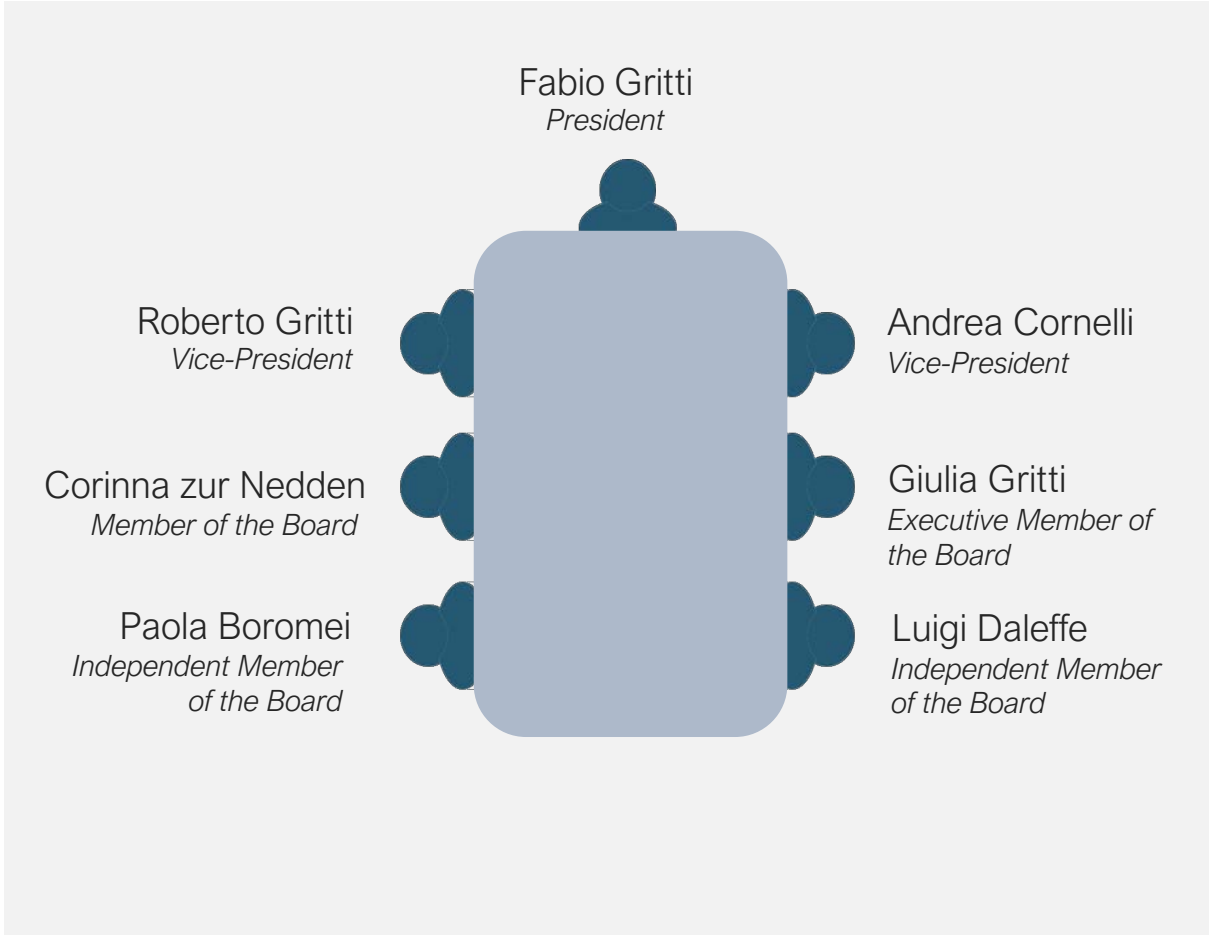 Fabio Gritti
President
Roberto Gritti
Vice-President
Andrea Cornelli
Vice-President
Corinna zur Nedden
Member of the Board
Giulia Gritti
Executive Member of
the Board
Paola Boromei
Independent Member
of the Board
Luigi Daleffe
Independent Member
of the Board